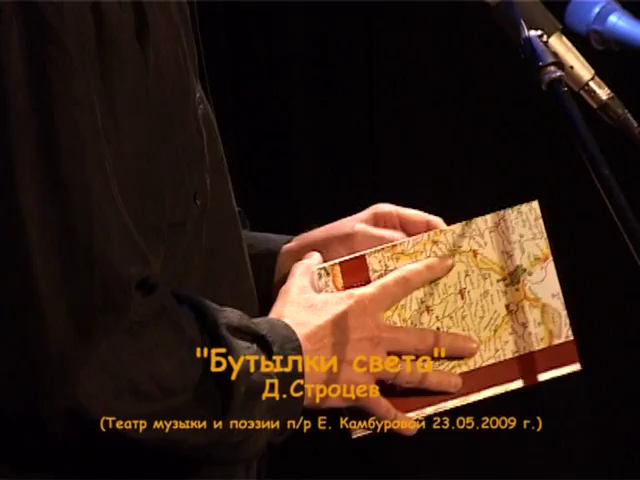 "Бутылки света"
Д.Строцев
(Театр музыки и поэзии п/р Е. Камбуровой 23.05.2009 г.)